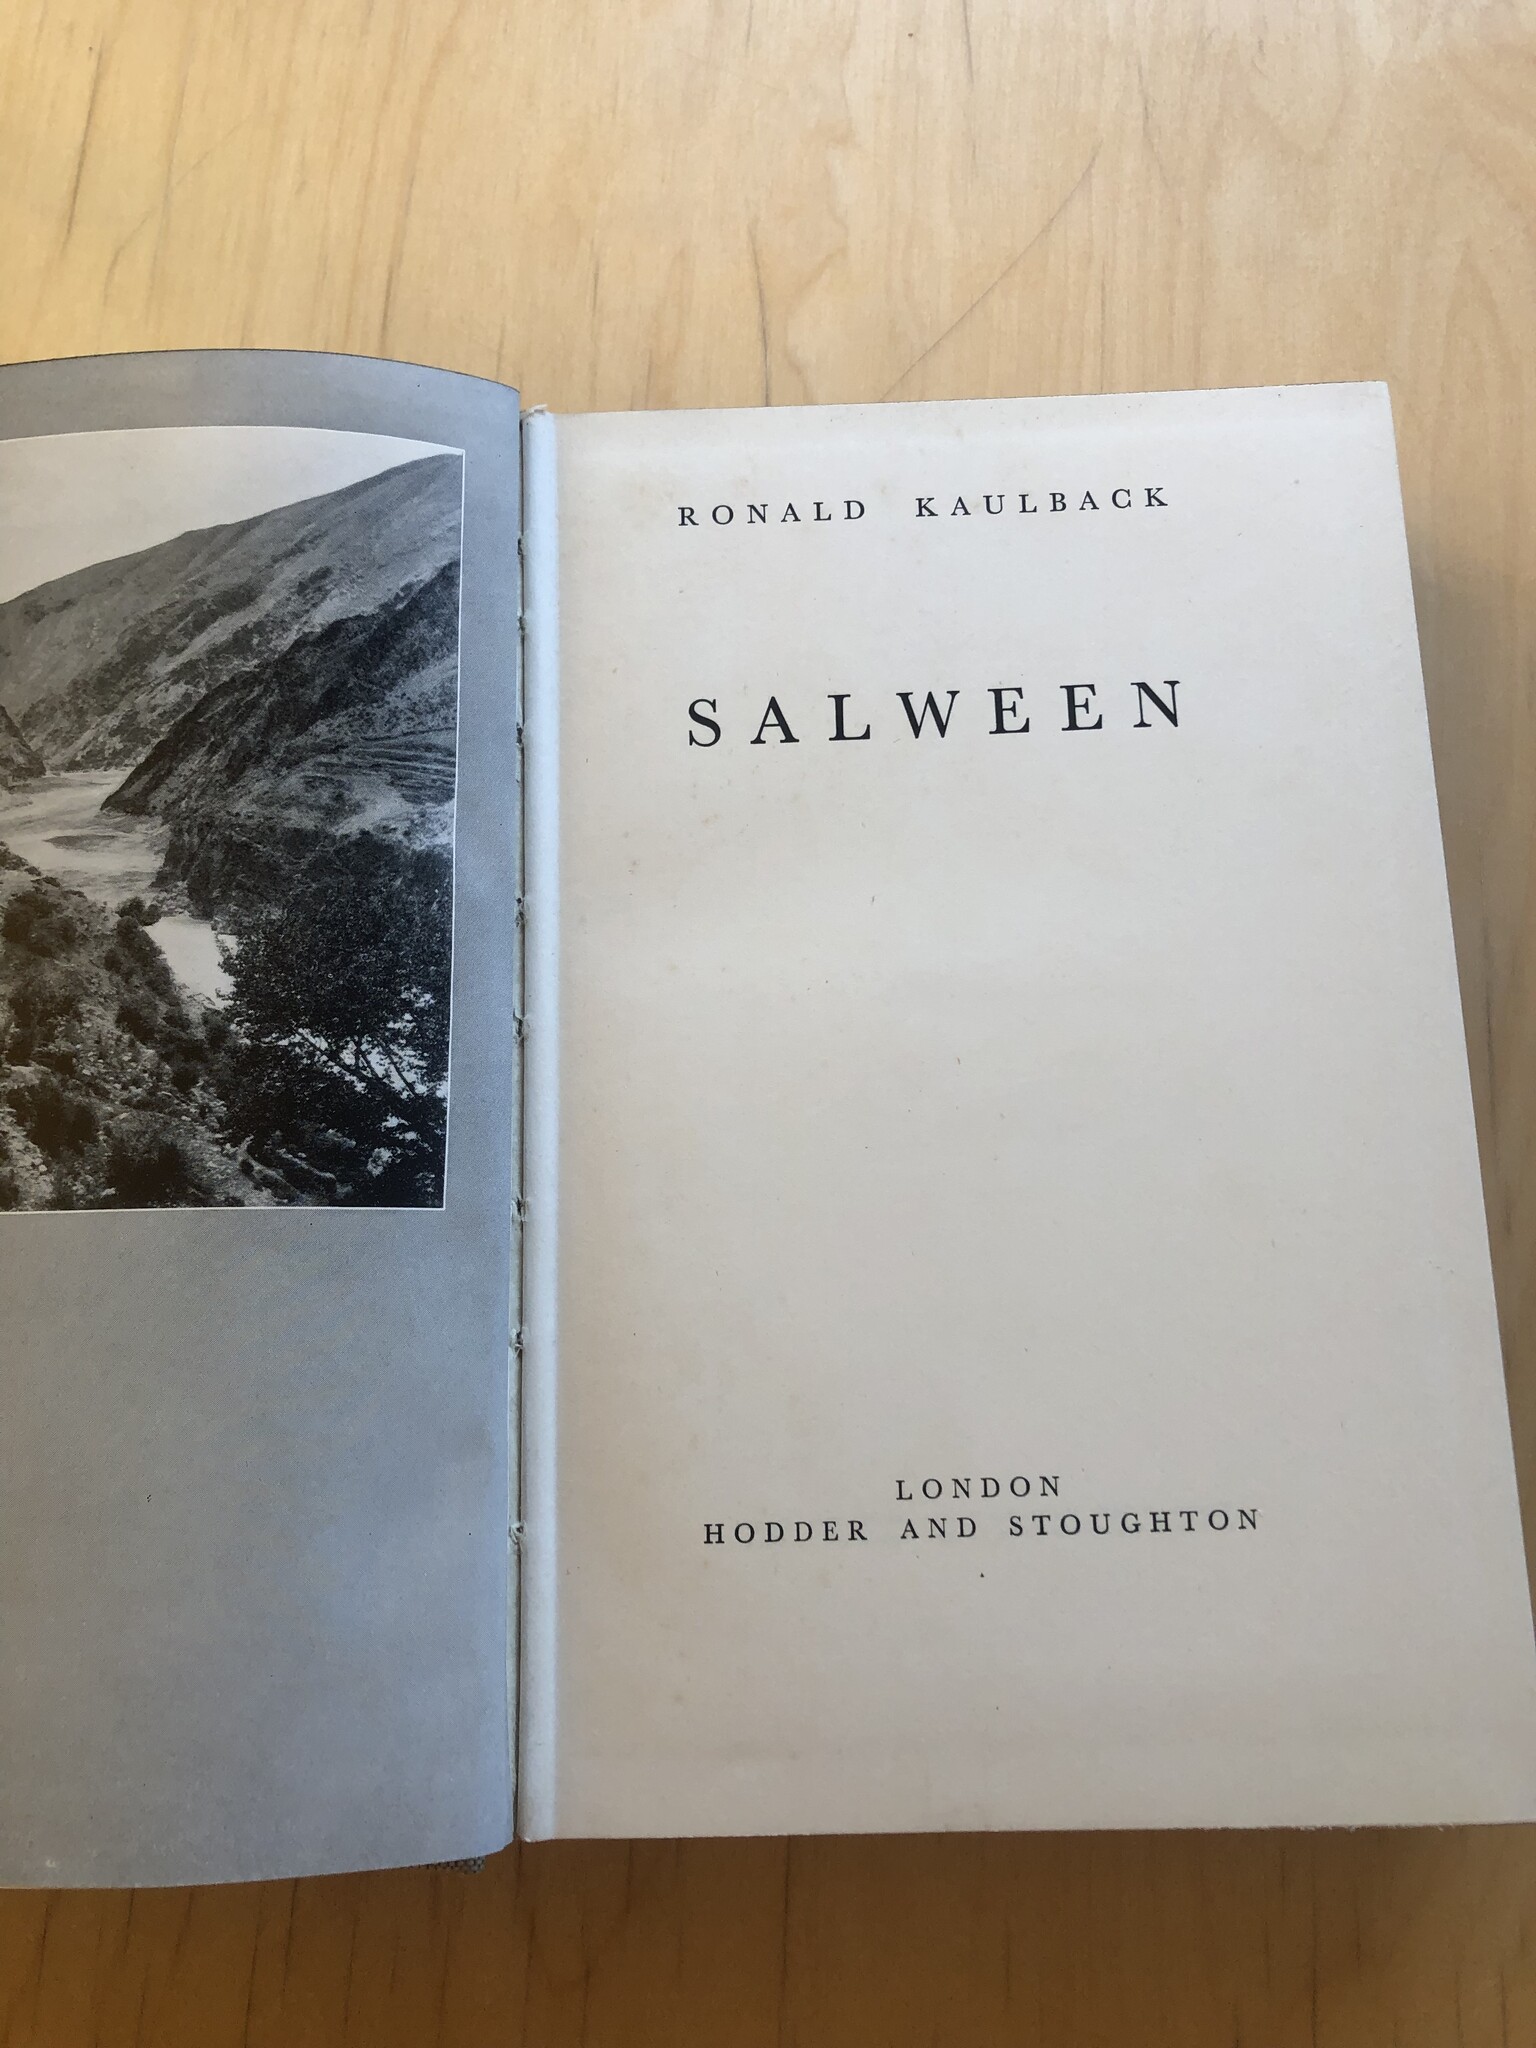 RONALD KAULBACK
SALWEEN
LONDON
HODDER AND STOUGHTON